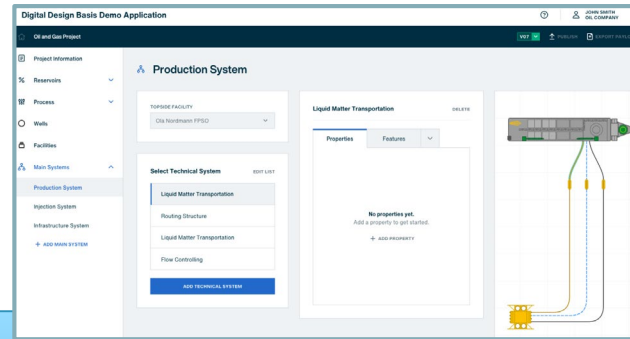 Digital Design Basis Demo Application
JOHN SMITH
OIL COMPANY
Oil and Gas Project
V07
PUBLISH
EXPORT PAYLO
Project Information
Reservoirs
Process
Wells
Facilities
Main Systems
Production System
Injection System
Infrastructure System
+ ADD MAIN SYSTEM
Production System
TOPSIDE FACILITY
Ola Nordmann FPSO
Select Technical System
EDIT LIST
Liquid Matter Transportation
Routing Structure
Liquid Matter Transportation
Flow Controlling
ADD TECHNICAL SYSTEM
Liquid Matter Transportation
DELETE
Properties
Features
No properties yet.
Add a property to get started.
+ ADD PROPERTY